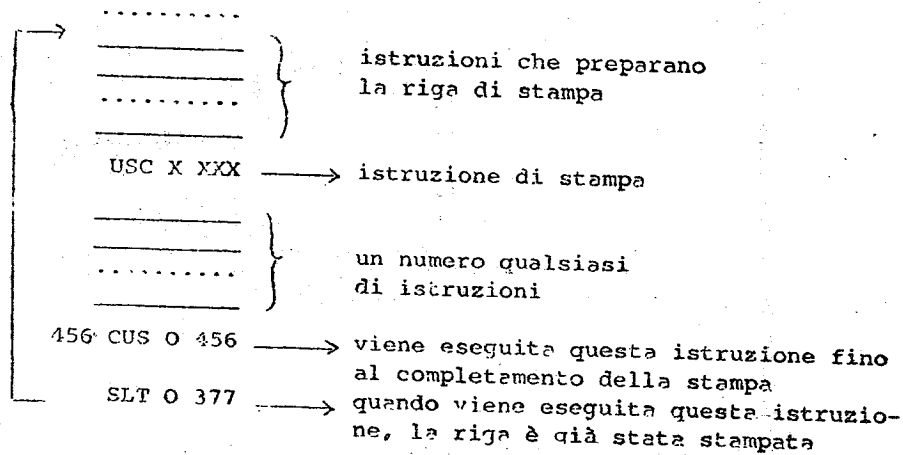 ..........
istruzioni che preparano
la riga di stampa
..........
USC X XXX → istruzione di stampa
un numero qualsiasi
..........
di istruzioni
456 CUS O 456 → viene eseguita questa istruzione fino
al completamento della stampa
SLT O 377 → quando viene eseguita questa istruzio-
ne, la riga è già stata stampata